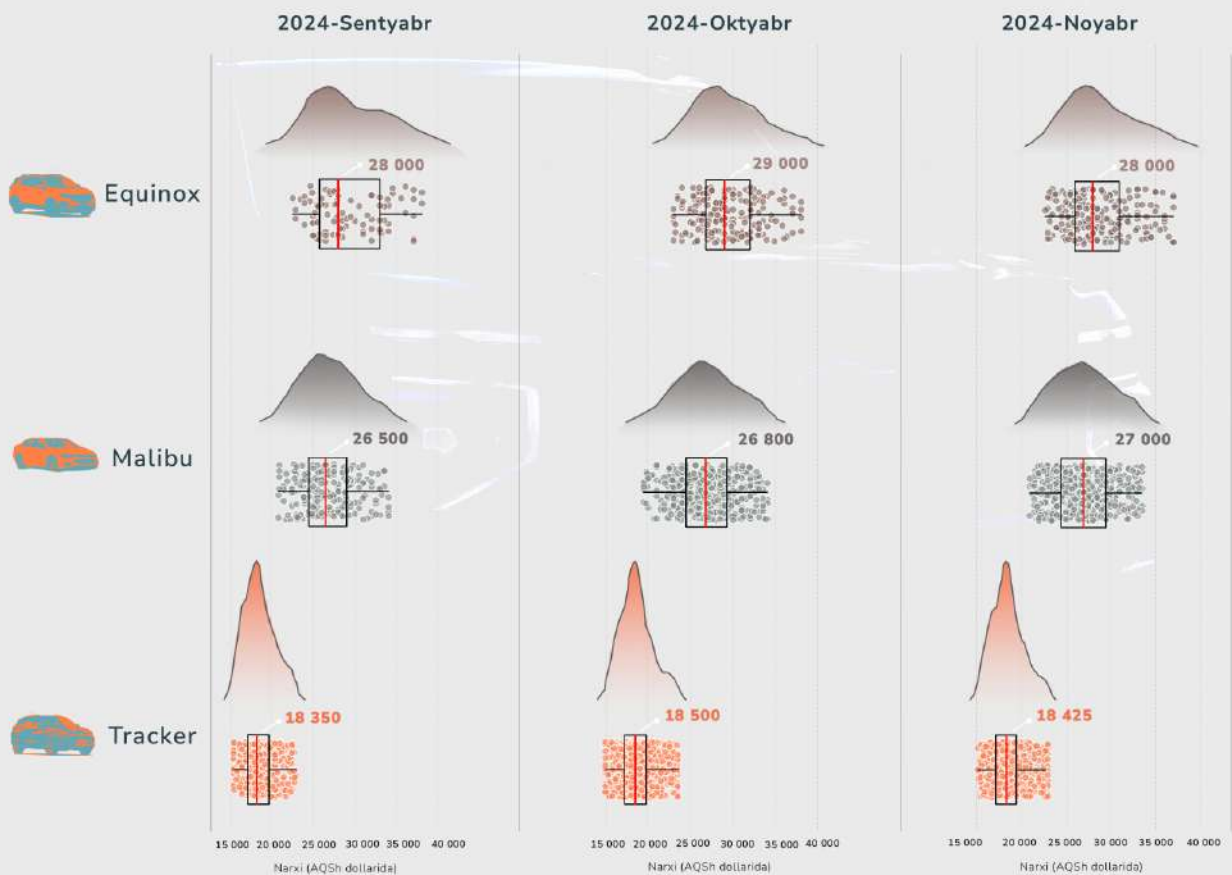 2024-Sentyabr 2024-Oktyabr 2024-Noyabr
28 000 29 000 28 000
Equinox
26 500 26 800 27 000
Malibu
18 350 18 500 18 425
Tracker
15 000 20 000 25 000 30 000 35 000 40 000 15 000 20 000 25 000 30 000 35 000 40 000 15 000 20 000 25 000 30 000 35 000 40 000
Narxi (AQSh dollarida) Narxi (AQSh dollarida) Narxi (AQSh dollarida)